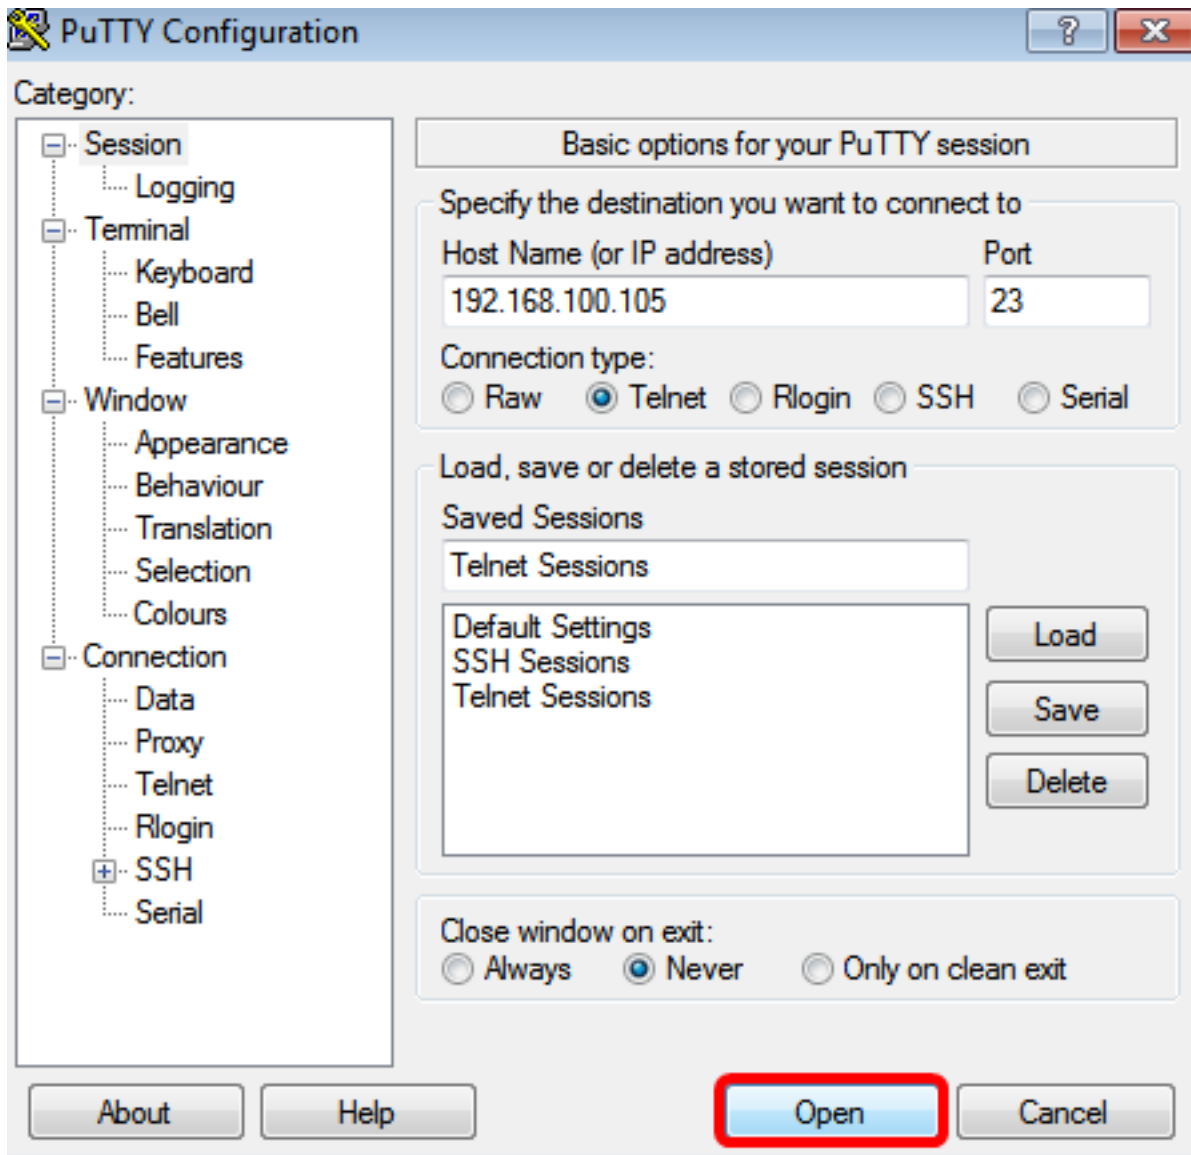 PuTTY Configuration
Category:
Session
Logging
Terminal
Keyboard
Bell
Features
Window
Appearance
Behaviour
Translation
Selection
Colours
Connection
Data
Proxy
Telnet
Rlogin
SSH
Serial
Basic options for your PuTTY session
Specify the destination you want to connect to
Host Name (or IP address) Port
192.168.100.105 23
Connection type:
Raw Telnet Rlogin SSH Serial
Load, save or delete a stored session
Saved Sessions
Telnet Sessions
Default Settings
SSH Sessions
Telnet Sessions
Load
Save
Delete
Close window on exit:
Always Never Only on clean exit
About Help Open Cancel